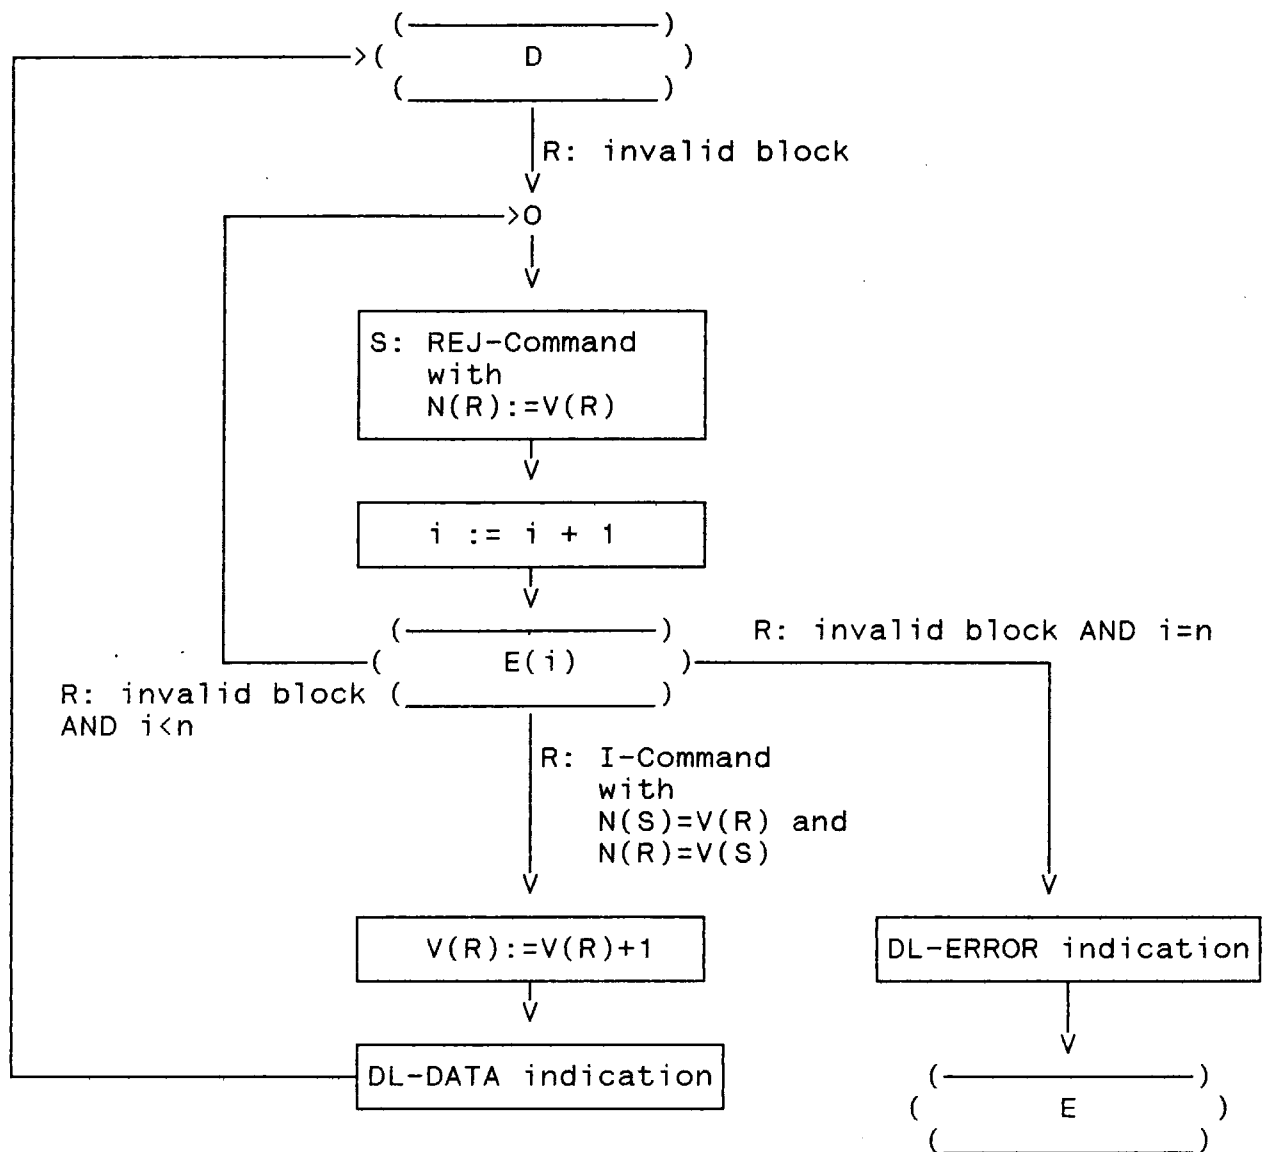 D
R: invalid block
O
S: REJ-Command
with
N(R):=V(R)
i := i + 1
R: invalid block AND i=n
E(i)
R: invalid block
AND i<n
R: I-Command
with
N(S)=V(R) and
N(R)=V(S)
V(R):=V(R)+1
DL-ERROR indication
DL-DATA indication
E